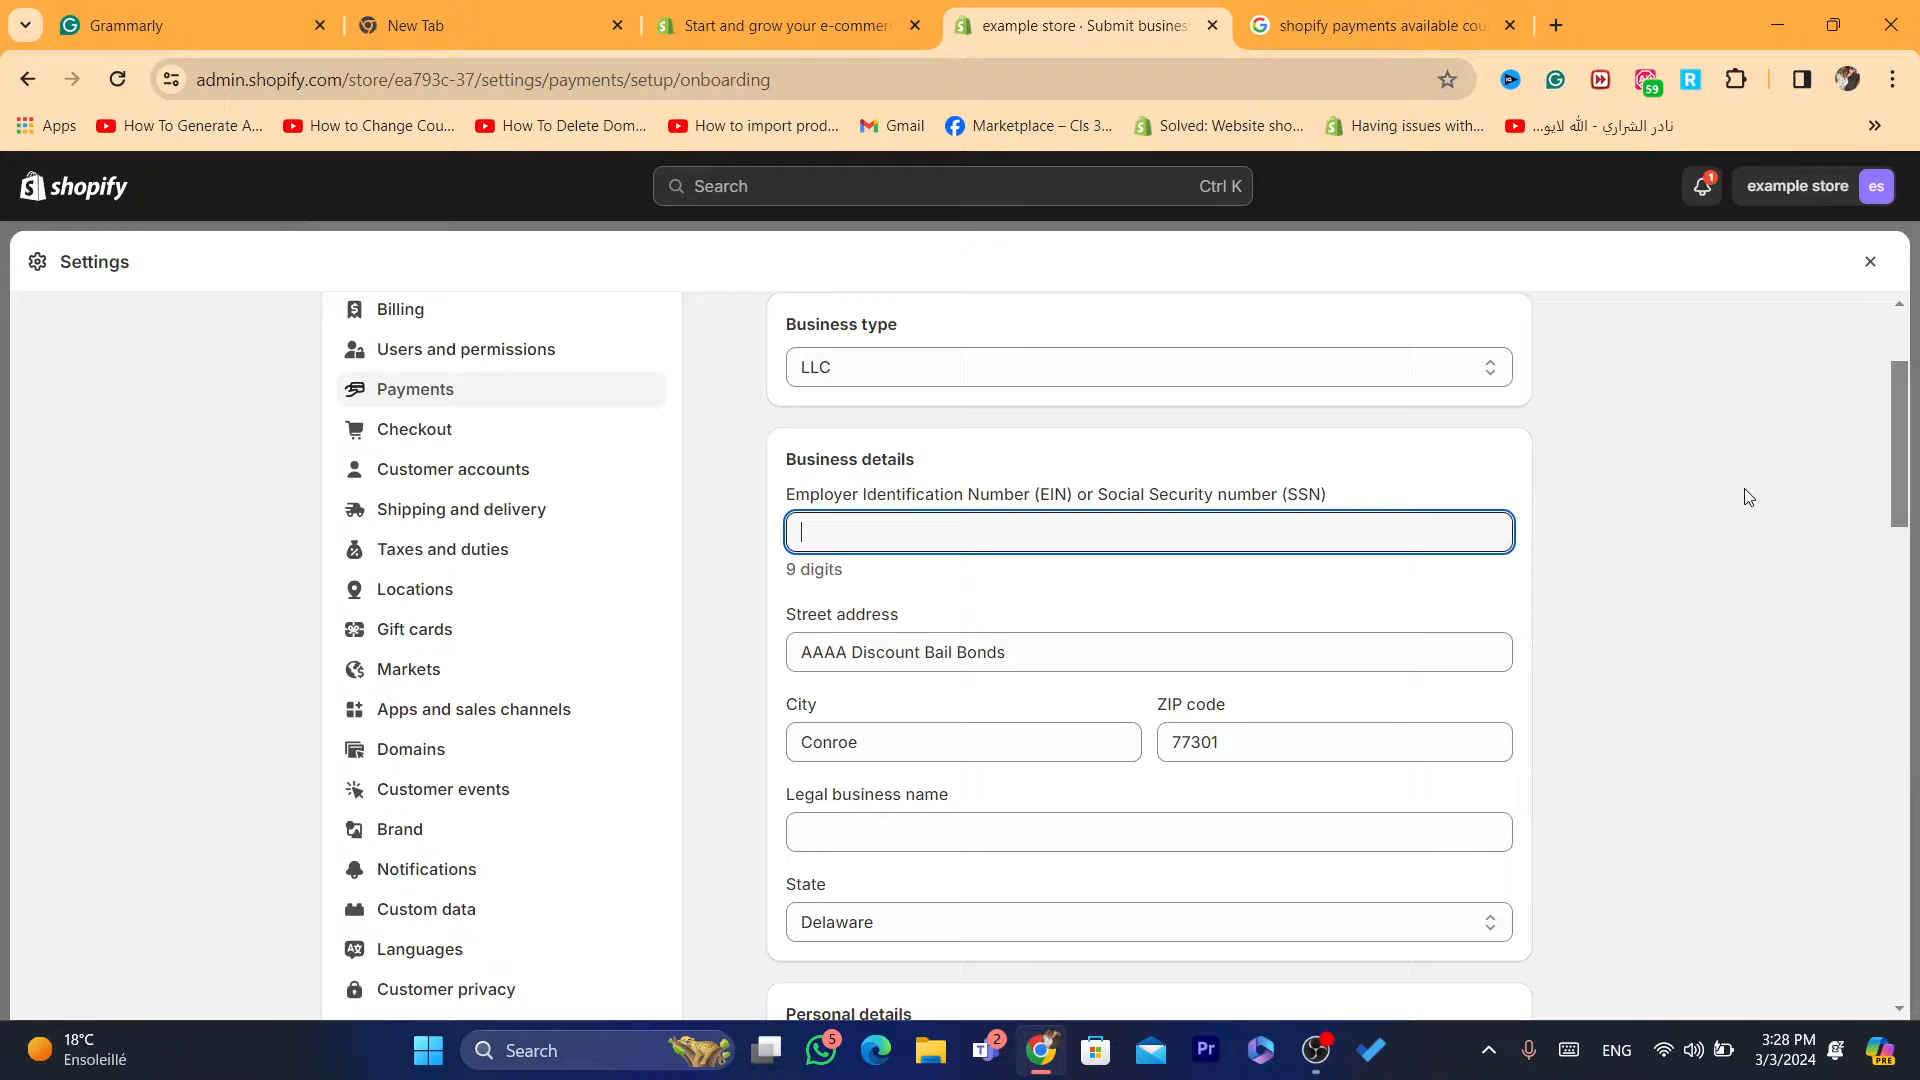 Grammarly
New Tab
Start and grow your e-commer
example store · Submit busines
shopify payments available cou
admin.shopify.com/store/ea793c-37/settings/payments/setup/onboarding
59
Apps
How To Generate A...
How to Change Cou...
How To Delete Dom...
How to import prod...
Gmail
Marketplace – Cls 3...
Solved: Website sho...
Having issues with...
نادر الشراري - الله لايو...
shopify
Search
Ctrl K
1
example store
es
Settings
Billing
Users and permissions
Payments
Checkout
Customer accounts
Shipping and delivery
Taxes and duties
Locations
Gift cards
Markets
Apps and sales channels
Domains
Customer events
Brand
Notifications
Custom data
Languages
Customer privacy
Business type
LLC
Business details
Employer Identification Number (EIN) or Social Security number (SSN)
9 digits
Street address
AAAA Discount Bail Bonds
City
ZIP code
Conroe
77301
Legal business name
State
Delaware
Personal details
18°C
Ensoleillé
Search
5
2
Pr
ENG
3:28 PM
3/3/2024
PRE